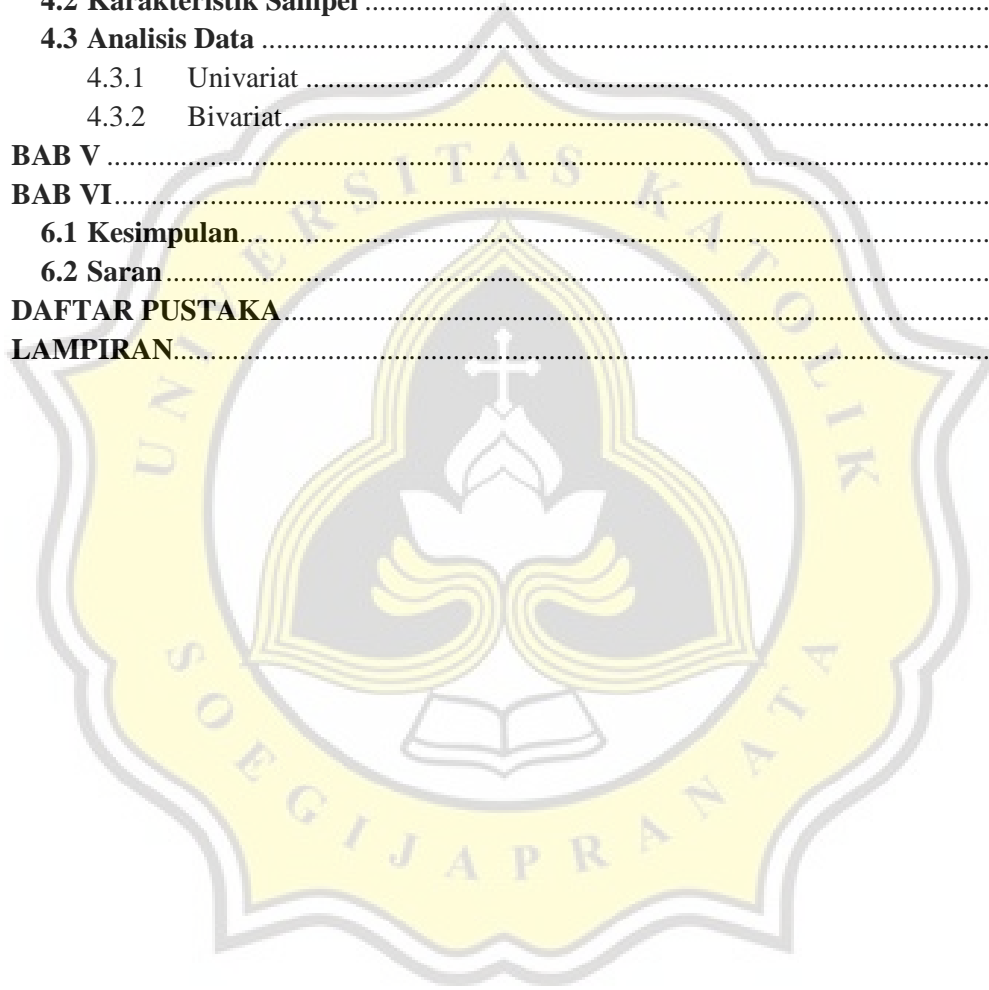 4.2 Karakteristik Sampel ....................................................................................
4.3 Analisis Data ..................................................................................................
4.3.1 Univariat ............................................................................................
4.3.2 Bivariat...............................................................................................
BAB V ......................................................................................................................
BAB VI.....................................................................................................................
6.1 Kesimpulan....................................................................................................
6.2 Saran..............................................................................................................
DAFTAR PUSTAKA...............................................................................................
LAMPIRAN.............................................................................................................
UNIVERSITAS KATOLIK
SOEGIJAPRANATA